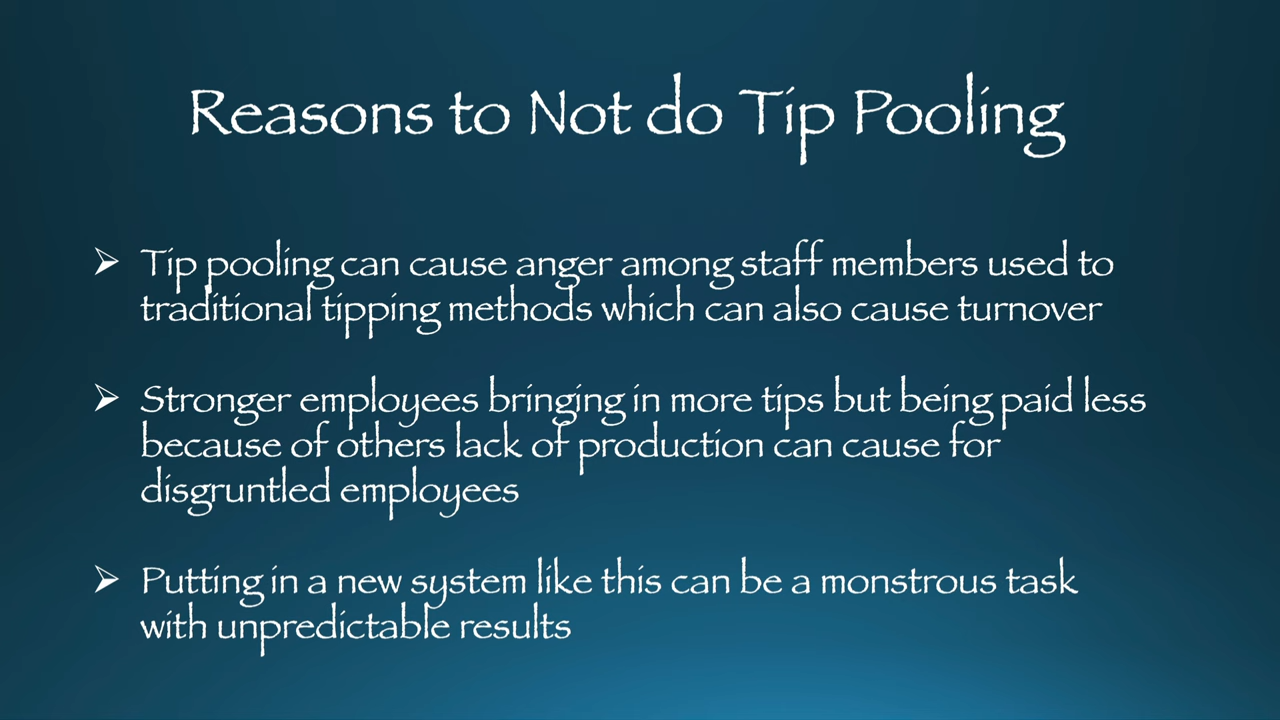 Reasons to Not do Tip Pooling
Tip pooling can cause anger among staff members used to
traditional tipping methods which can also cause turnover
Stronger employees bringing in more tips but being paid less
because of others lack of production can cause for
disgruntled employees
Putting in a new system like this can be a monstrous task
with unpredictable results